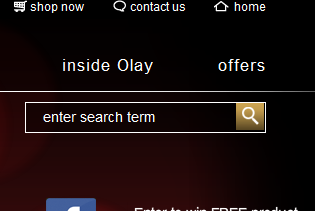 shop now contact us home
inside Olay offers
enter search term
Enter to win FREE product